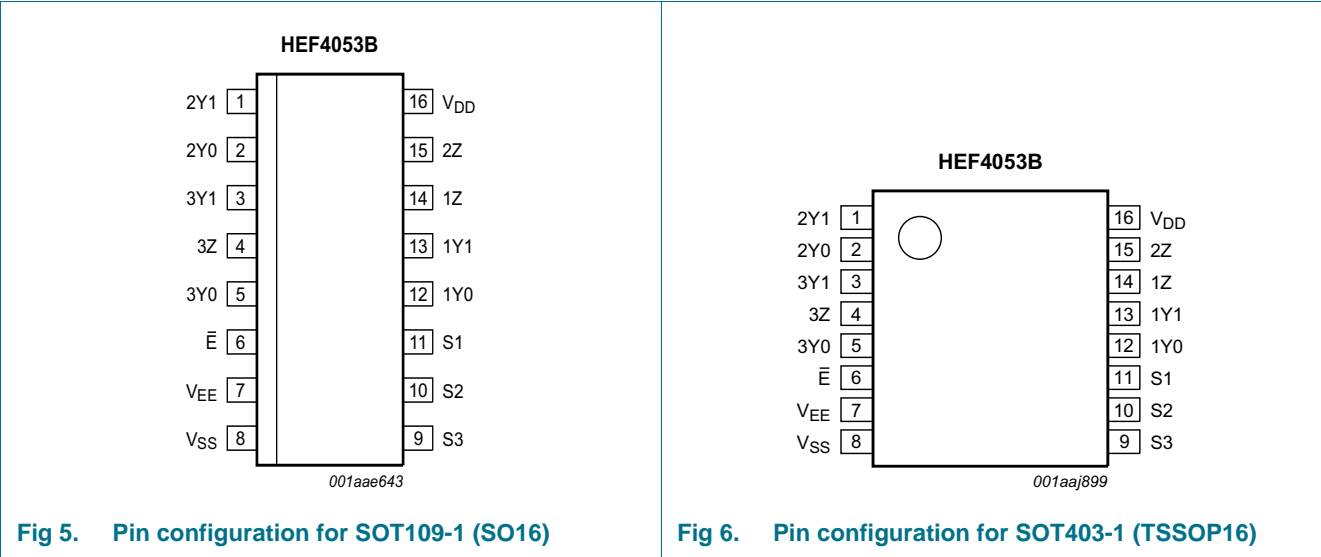 HEF4053B
2Y1 1 16 VDD
2Y0 2 15 2Z
3Y1 3 14 1Z
3Z 4 13 1Y1
3Y0 5 12 1Y0
E̅ 6 11 S1
VEE 7 10 S2
VSS 8 9 S3
001aae643
Fig 5. Pin configuration for SOT109-1 (SO16)
HEF4053B
2Y1 1 16 VDD
2Y0 2 15 2Z
3Y1 3 14 1Z
3Z 4 13 1Y1
3Y0 5 12 1Y0
E̅ 6 11 S1
VEE 7 10 S2
VSS 8 9 S3
001aaj899
Fig 6. Pin configuration for SOT403-1 (TSSOP16)